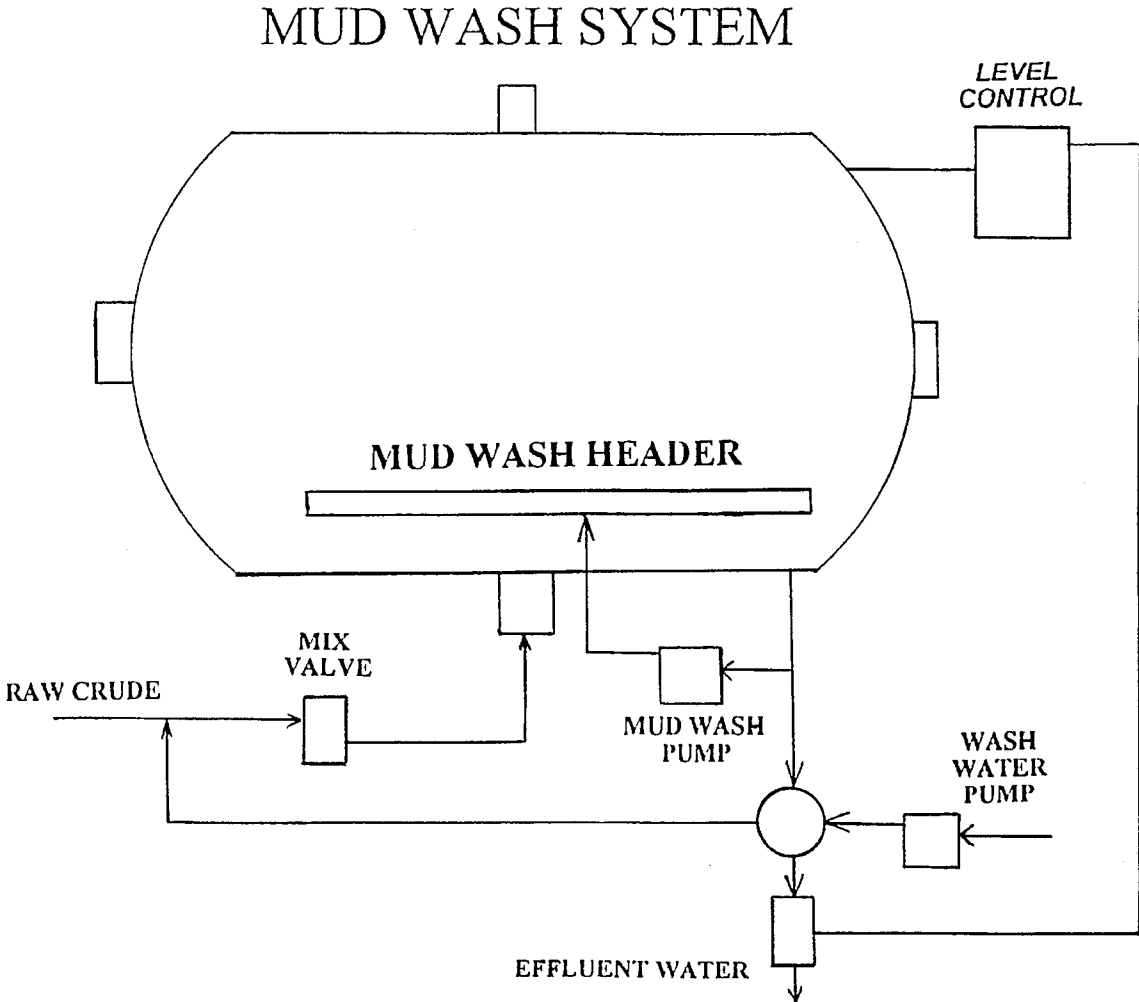 MUD WASH SYSTEM
LEVEL
CONTROL
MUD WASH HEADER
MIX
VALVE
RAW CRUDE
MUD WASH
PUMP
WASH
WATER
PUMP
EFFLUENT WATER